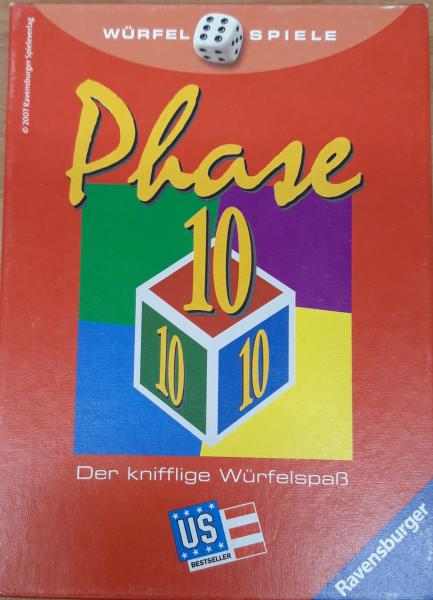 WÜRFEL SPIELE
© 2007 Ravensburger Spieleverlag
Phase
10
10 10
Der knifflige Würfelspaß
US
BESTSELLER
Ravensburger